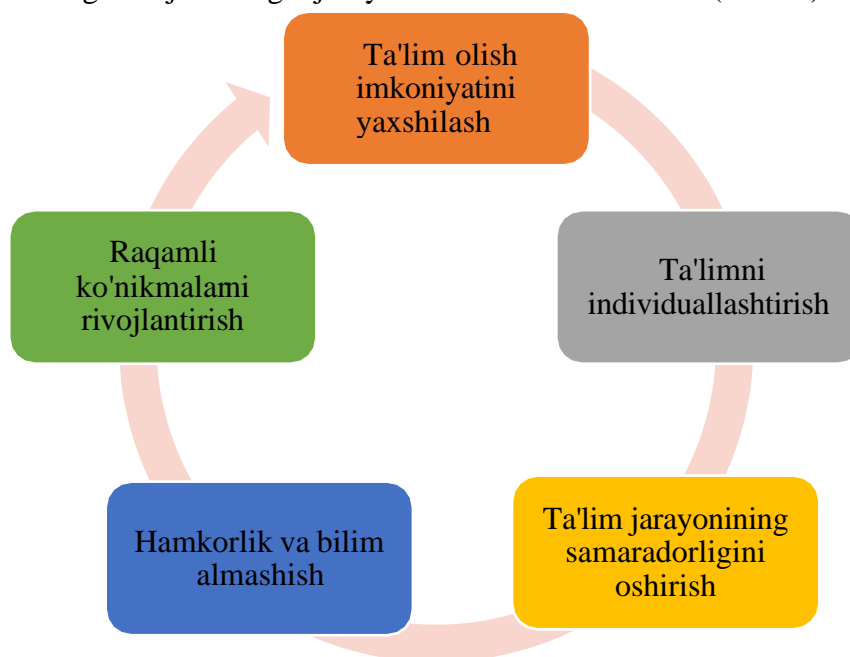 Ta'lim olish
imkoniyatini
yaxshilash
Ta'limni
individuallashtirish
Ta'lim jarayonining
samaradorligini
oshirish
Hamkorlik va bilim
almashish
Raqamli
ko'nikmalarni
rivojlantirish